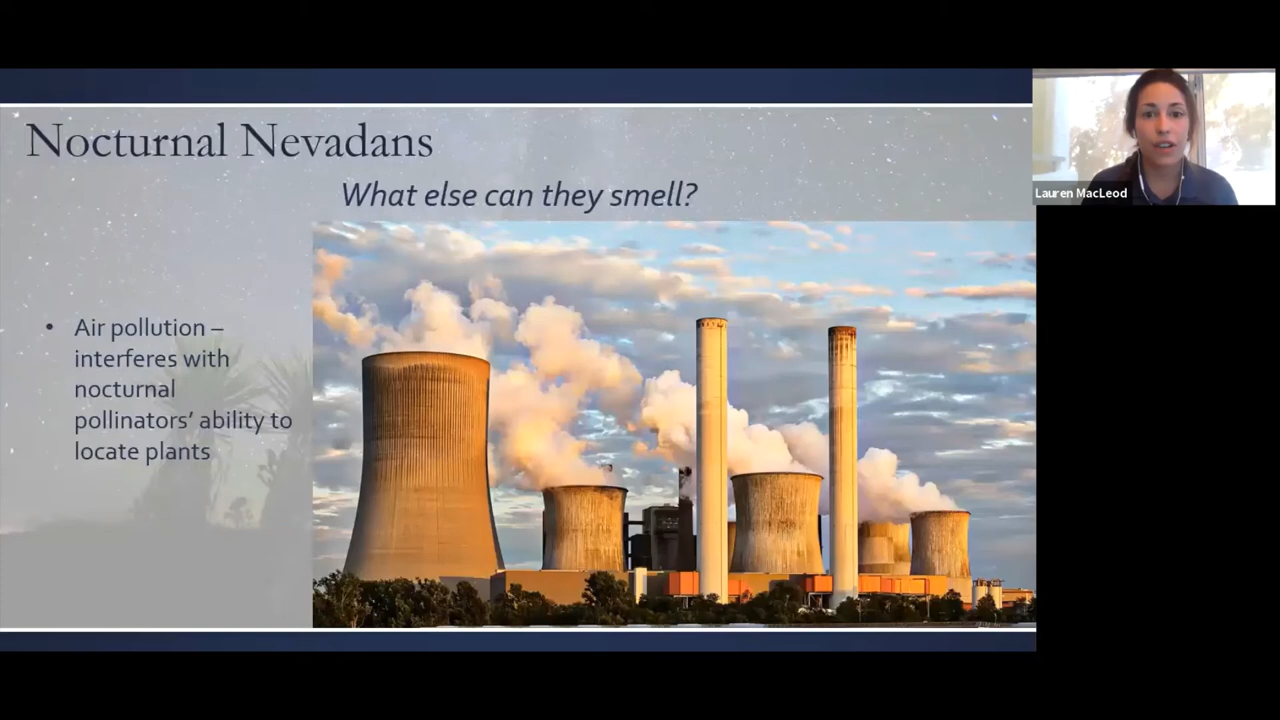 Nocturnal Nevadans
What else can they smell?
• Air pollution –
interferes with
nocturnal
pollinators’ ability to
locate plants
Lauren MacLeod